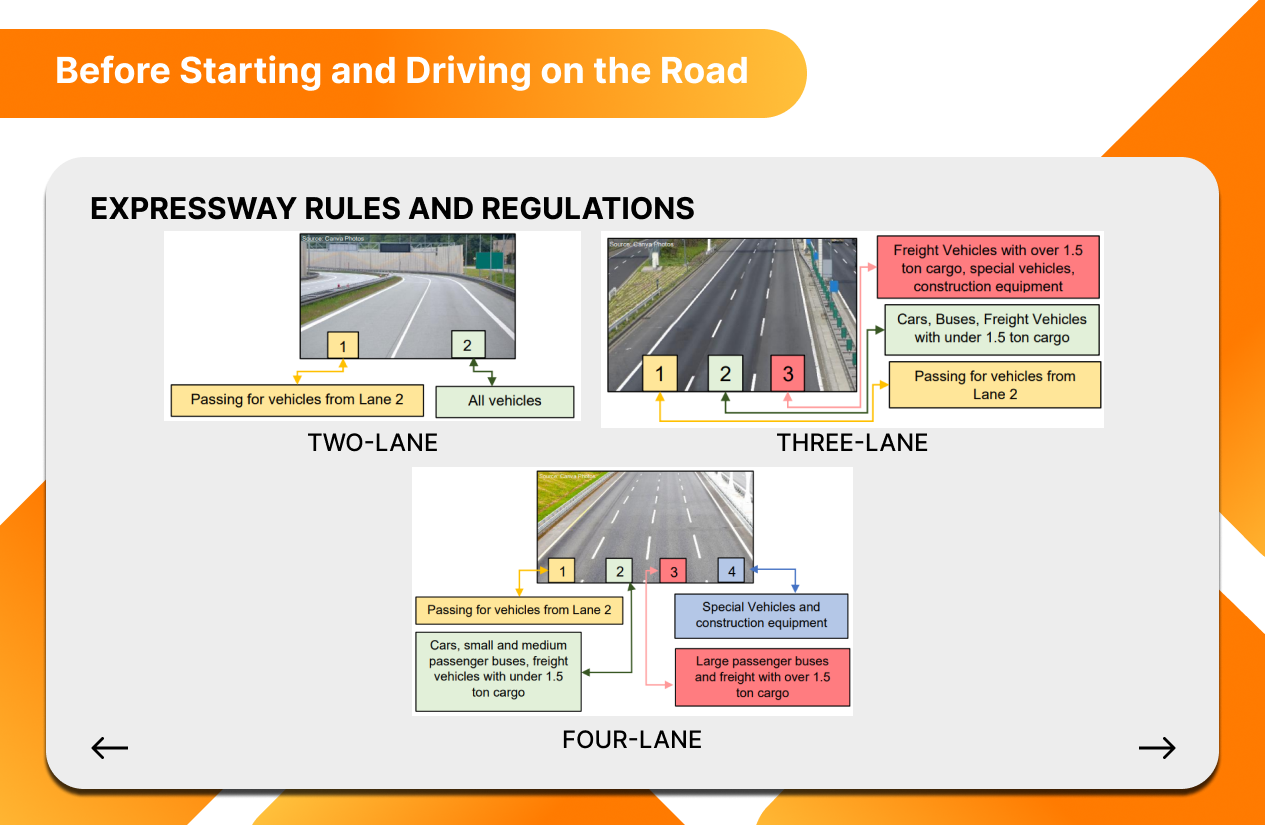 Before Starting and Driving on the Road
EXPRESSWAY RULES AND REGULATIONS
Source: Canva Photos
1
2
Passing for vehicles from Lane 2
All vehicles
TWO-LANE
Source: Canva Photos
1
2
3
Freight Vehicles with over 1.5
ton cargo, special vehicles,
construction equipment
Cars, Buses, Freight Vehicles
with under 1.5 ton cargo
Passing for vehicles from
Lane 2
THREE-LANE
Source: Canva Photos
1
2
3
4
Passing for vehicles from Lane 2
Cars, small and medium
passenger buses, freight
vehicles with under 1.5
ton cargo
Special Vehicles and
construction equipment
Large passenger buses
and freight with over 1.5
ton cargo
FOUR-LANE